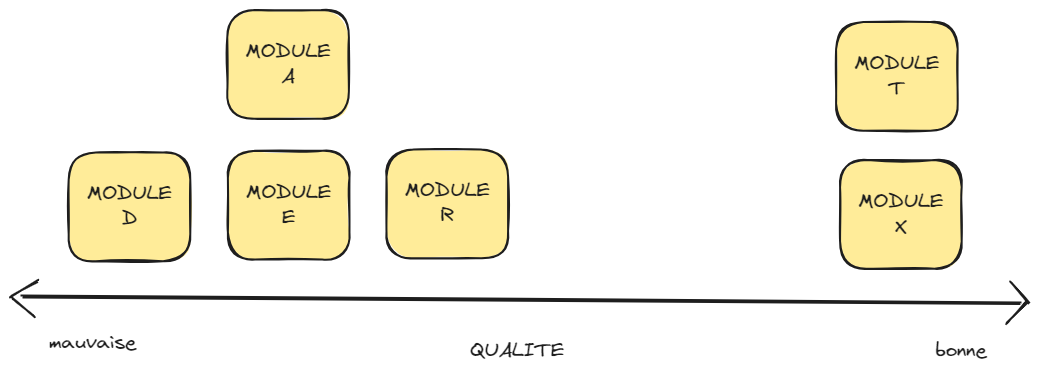 MODULE
A
MODULE
T
MODULE
D
MODULE
E
MODULE
R
MODULE
X
mauvaise
QUALITE
bonne